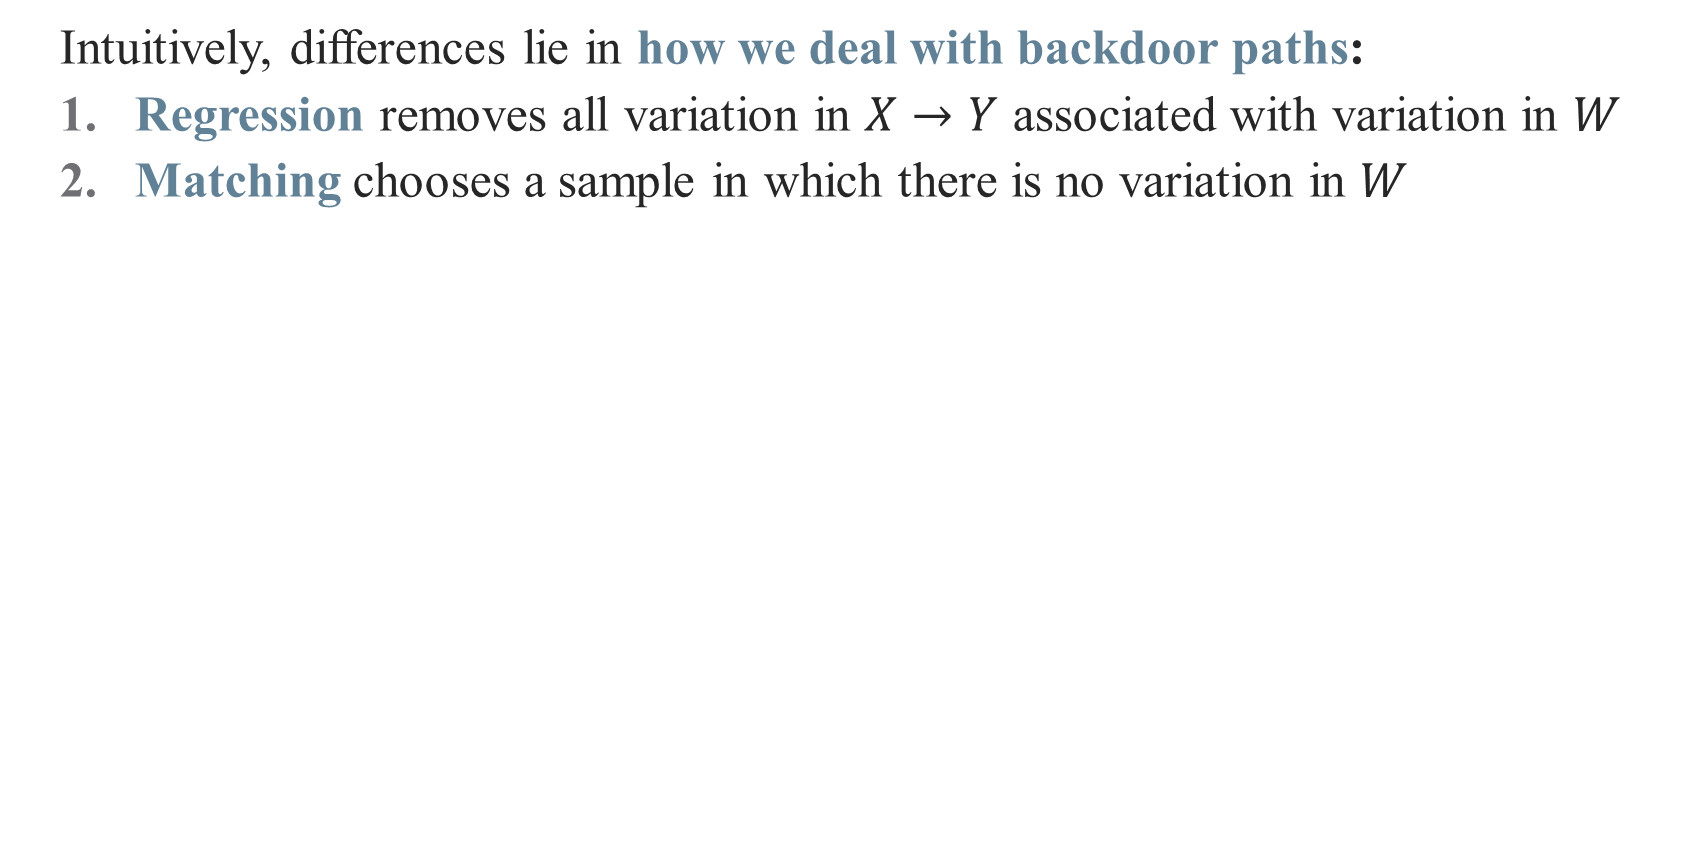 Intuitively, differences lie in how we deal with backdoor paths:
1. Regression removes all variation in X → Y associated with variation in W
2. Matching chooses a sample in which there is no variation in W